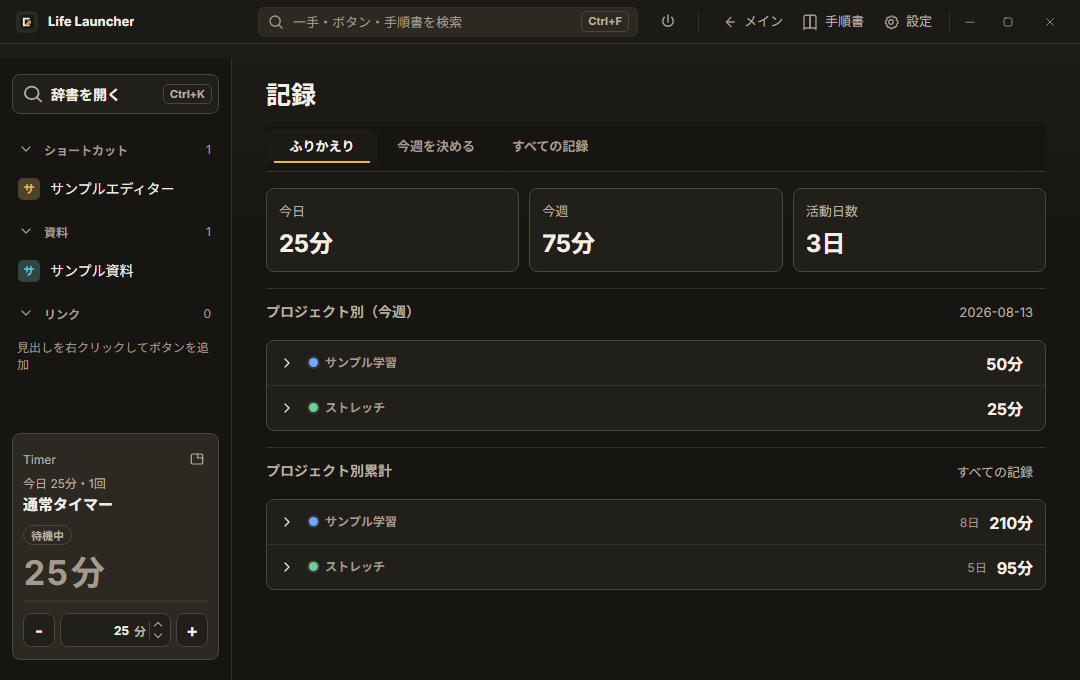 Life Launcher
一手・ボタン・手順書を検索
Ctrl+F
メイン
手順書
設定
辞書を開く
Ctrl+K
ショートカット
1
サ
サンプルエディター
資料
1
サ
サンプル資料
リンク
0
見出しを右クリックしてボタンを追
加
Timer
今日 25分・1回
通常タイマー
待機中
25分
-
25 分
+
記録
ふりかえり
今週を決める
すべての記録
今日
25分
今週
75分
活動日数
3日
プロジェクト別（今週）
2026-08-13
サンプル学習
50分
ストレッチ
25分
プロジェクト別累計
すべての記録
サンプル学習
8日 210分
ストレッチ
5日 95分